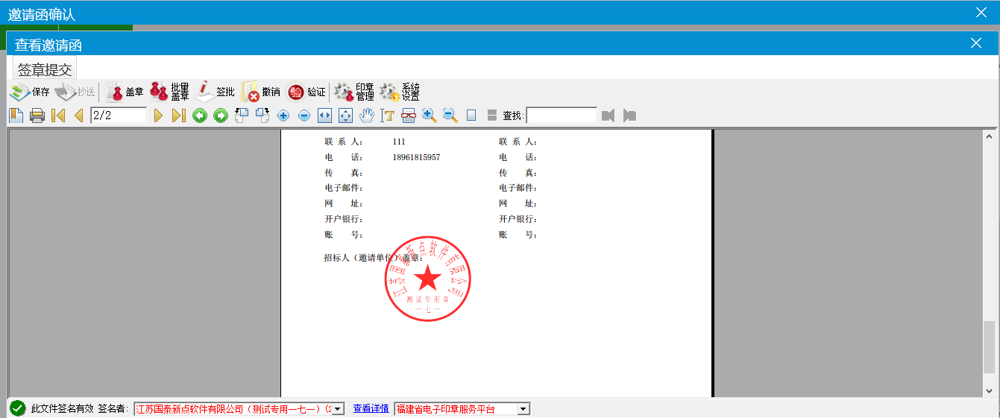 邀请函确认
查看邀请函
签章提交
保存 抄送 盖章 批量盖章 签批 撤销 验证 印章管理 系统设置
2/2 查找:
联 系 人: 111 联 系 人:
电 话: 18961815957 电 话:
传 真: 传 真:
电子邮件: 电子邮件:
网 址: 网 址:
开户银行: 开户银行:
账 号: 账 号:
招标人(邀请单位)盖章:
江苏国泰新点软件有限公司
测试专用章
一七一
此文件签名有效 签名者: 江苏国泰新点软件有限公司(测试专用一七一)(2 查看详情 福建省电子印章服务平台